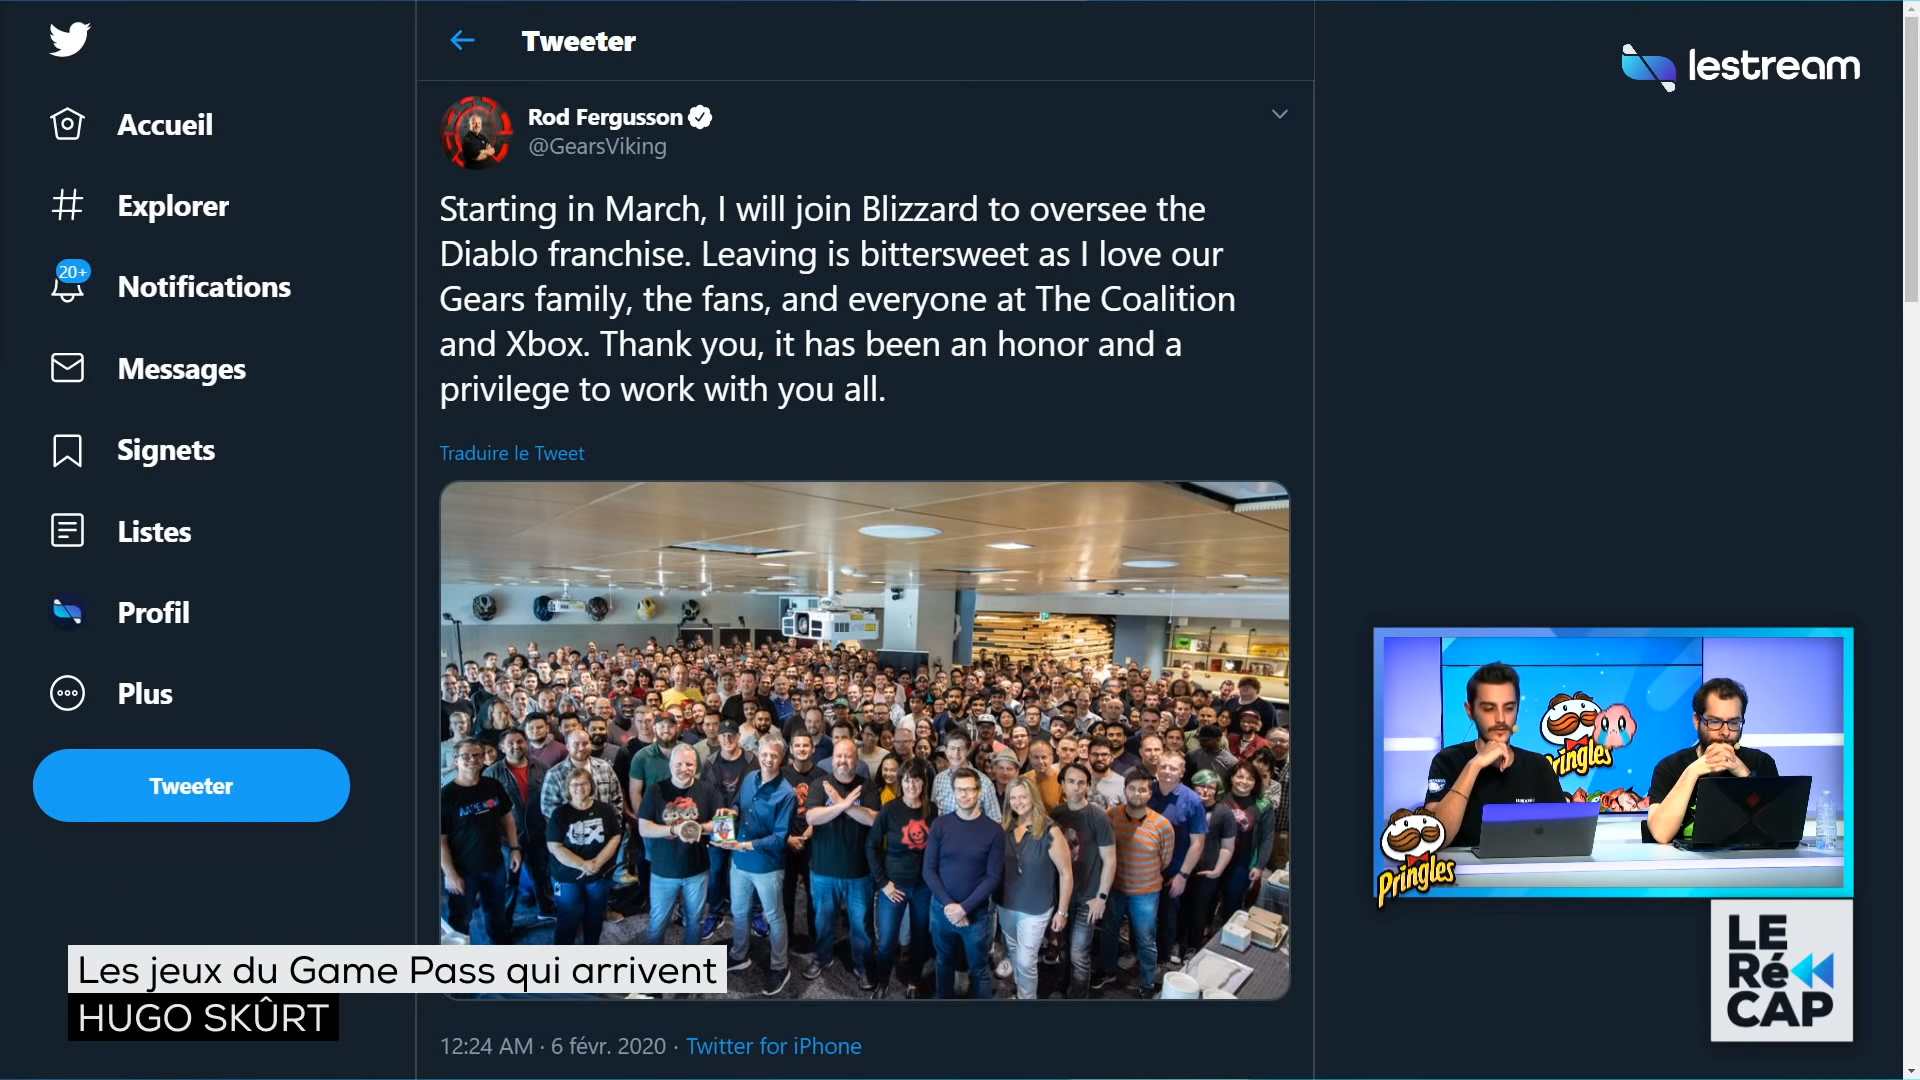 Accueil
Explorer
20+
Notifications
Messages
Signets
Listes
Profil
Plus
Tweeter
Tweeter
Rod Fergusson
@GearsViking
Starting in March, I will join Blizzard to oversee the
Diablo franchise. Leaving is bittersweet as I love our
Gears family, the fans, and everyone at The Coalition
and Xbox. Thank you, it has been an honor and a
privilege to work with you all.
Traduire le Tweet
12:24 AM · 6 févr. 2020 · Twitter for iPhone
Les jeux du Game Pass qui arrivent
HUGO SKÛRT
lestream
Pringles
Pringles
LE
Ré
CAP